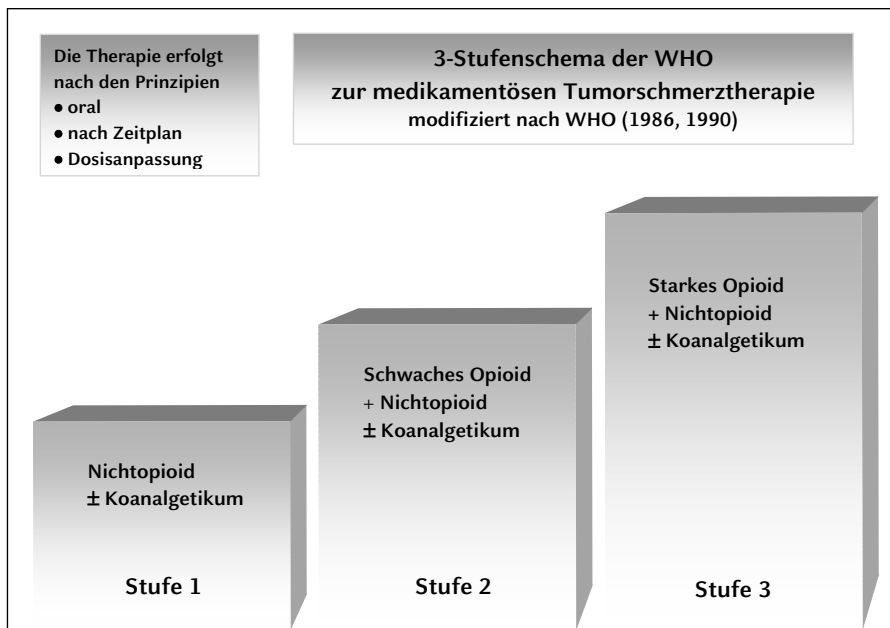 Die Therapie erfolgt
nach den Prinzipien
• oral
• nach Zeitplan
• Dosisanpassung
3-Stufenschema der WHO
zur medikamentösen Tumorschmerztherapie
modifiziert nach WHO (1986, 1990)
Nichtopioid
± Koanalgetikum
Stufe 1
Schwaches Opioid
+ Nichtopioid
± Koanalgetikum
Stufe 2
Starkes Opioid
+ Nichtopioid
± Koanalgetikum
Stufe 3